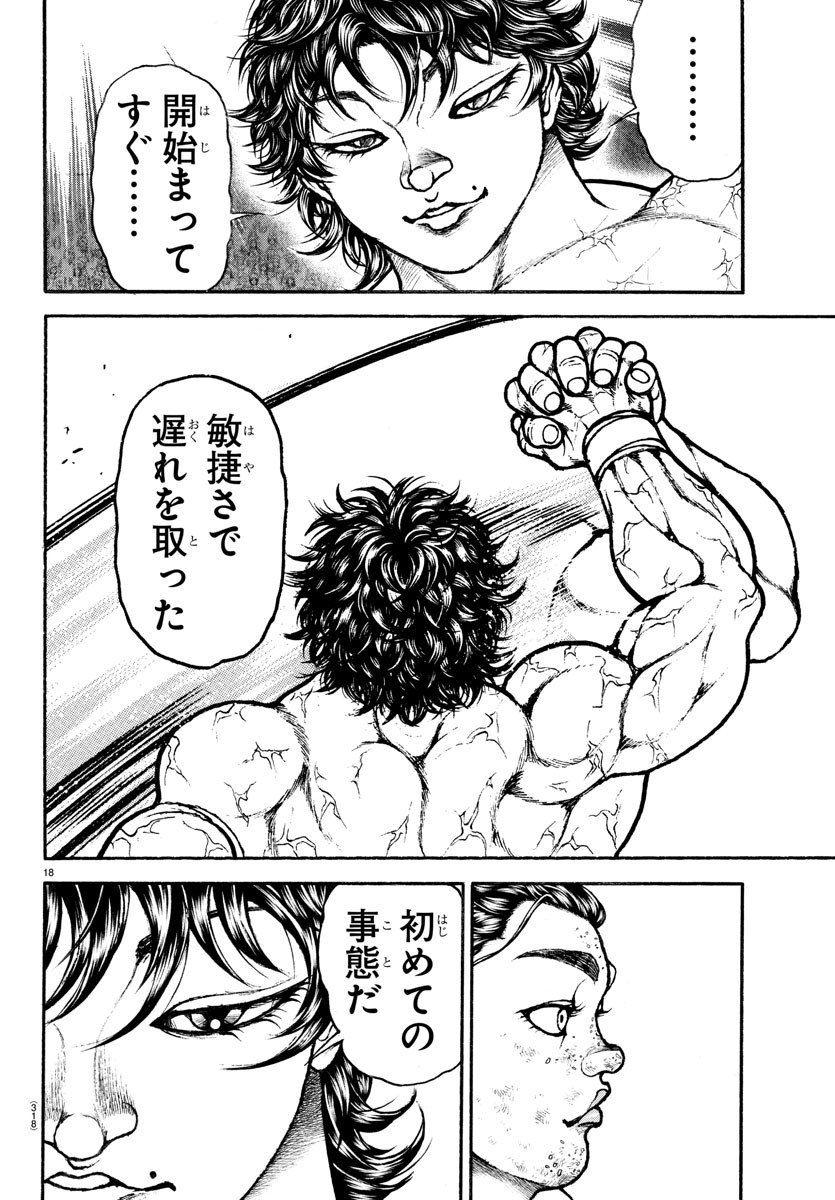 ………
開始まって
すぐ……
敏捷さで
遅れを取った
初めての
事態だ
18
(318)